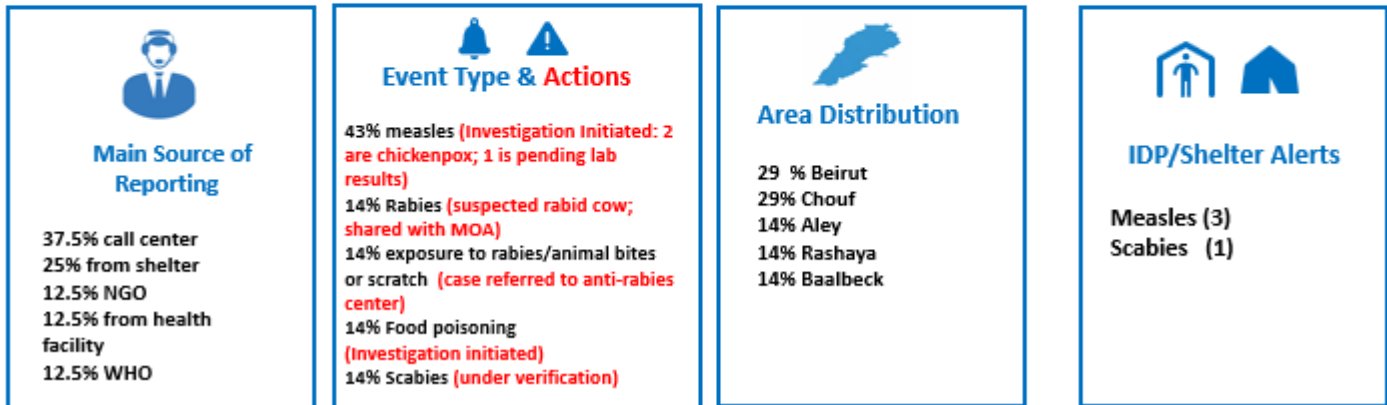 Main Source of
Reporting
37.5% call center
25% from shelter
12.5% NGO
12.5% from health
facility
12.5% WHO
Event Type & Actions
43% measles (Investigation Initiated: 2
are chickenpox; 1 is pending lab
results)
14% Rabies (suspected rabid cow;
shared with MOA)
14% exposure to rabies/animal bites
or scratch (case referred to anti-rabies
center)
14% Food poisoning
(Investigation initiated)
14% Scabies (under verification)
Area Distribution
29 % Beirut
29% Chouf
14% Aley
14% Rashaya
14% Baalbeck
IDP/Shelter Alerts
Measles (3)
Scabies (1)